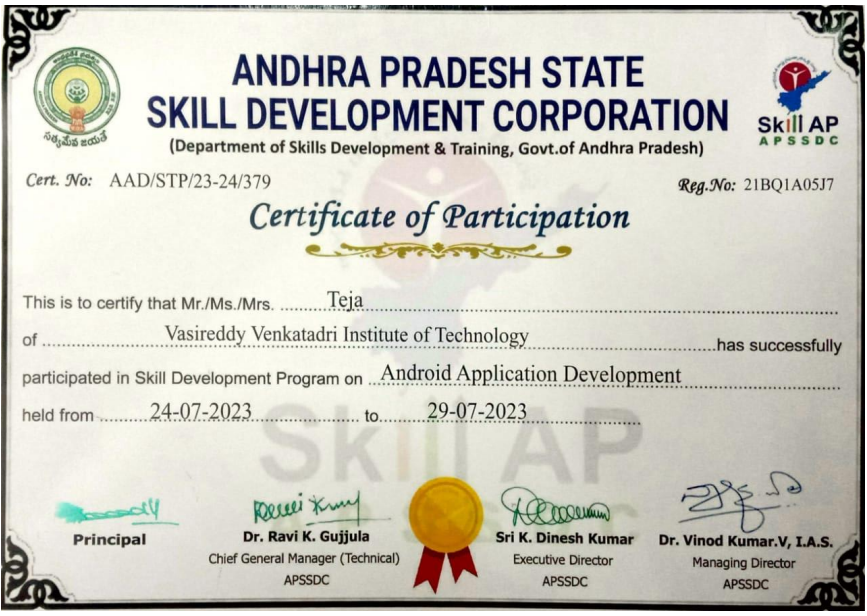 ANDHRA PRADESH STATE
SKILL DEVELOPMENT CORPORATION
(Department of Skills Development & Training, Govt.of Andhra Pradesh)
సత్యమేవ జయతే
Skill AP
APSSDC
Cert. No: AAD/STP/23-24/379
Reg.No: 21BQ1A05J7
Certificate of Participation
This is to certify that Mr./Ms./Mrs. Teja
of Vasireddy Venkatadri Institute of Technology has successfully
participated in Skill Development Program on Android Application Development
held from 24-07-2023 to 29-07-2023
Skill AP
APSSDC
Principal
Dr. Ravi K. Gujjula
Chief General Manager (Technical)
APSSDC
Sri K. Dinesh Kumar
Executive Director
APSSDC
Dr. Vinod Kumar.V, I.A.S.
Managing Director
APSSDC